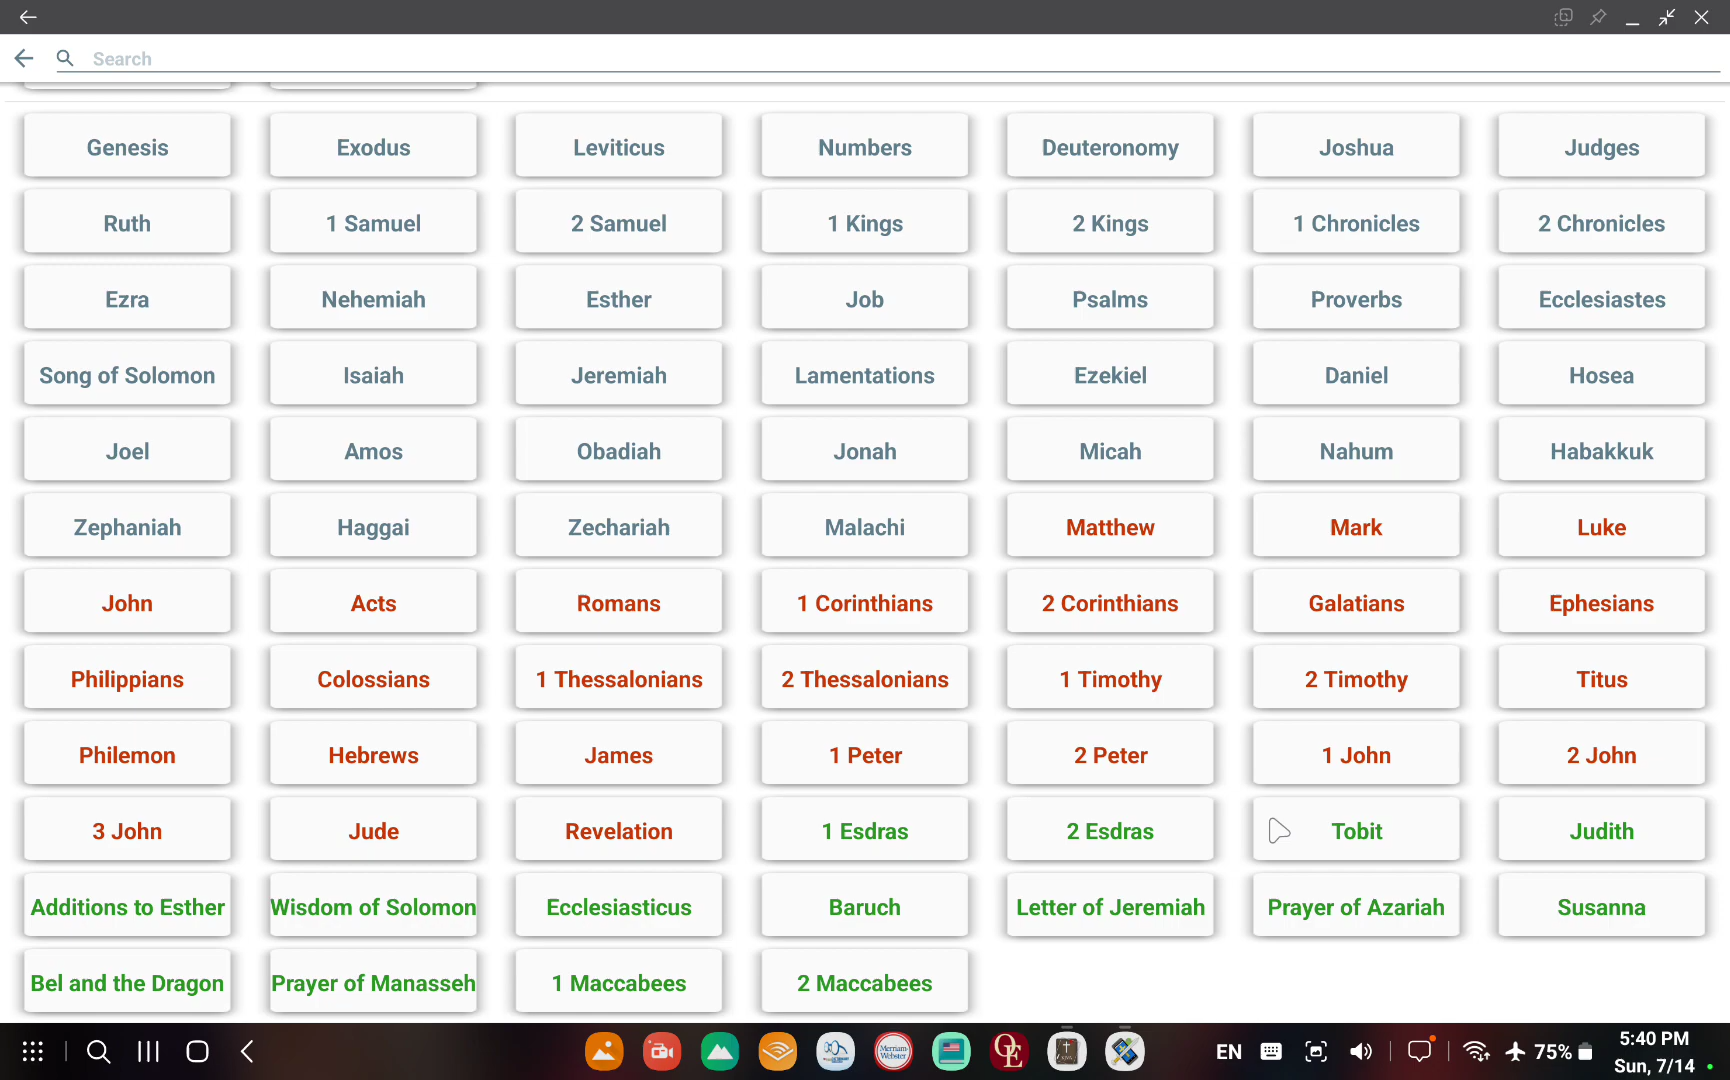 Search
Genesis Exodus Leviticus Numbers Deuteronomy Joshua Judges
Ruth 1 Samuel 2 Samuel 1 Kings 2 Kings 1 Chronicles 2 Chronicles
Ezra Nehemiah Esther Job Psalms Proverbs Ecclesiastes
Song of Solomon Isaiah Jeremiah Lamentations Ezekiel Daniel Hosea
Joel Amos Obadiah Jonah Micah Nahum Habakkuk
Zephaniah Haggai Zechariah Malachi Matthew Mark Luke
John Acts Romans 1 Corinthians 2 Corinthians Galatians Ephesians
Philippians Colossians 1 Thessalonians 2 Thessalonians 1 Timothy 2 Timothy Titus
Philemon Hebrews James 1 Peter 2 Peter 1 John 2 John
3 John Jude Revelation 1 Esdras 2 Esdras Tobit Judith
Additions to Esther Wisdom of Solomon Ecclesiasticus Baruch Letter of Jeremiah Prayer of Azariah Susanna
Bel and the Dragon Prayer of Manasseh 1 Maccabees 2 Maccabees
Merriam-Webster OE EN 75% 5:40 PM
Sun, 7/14